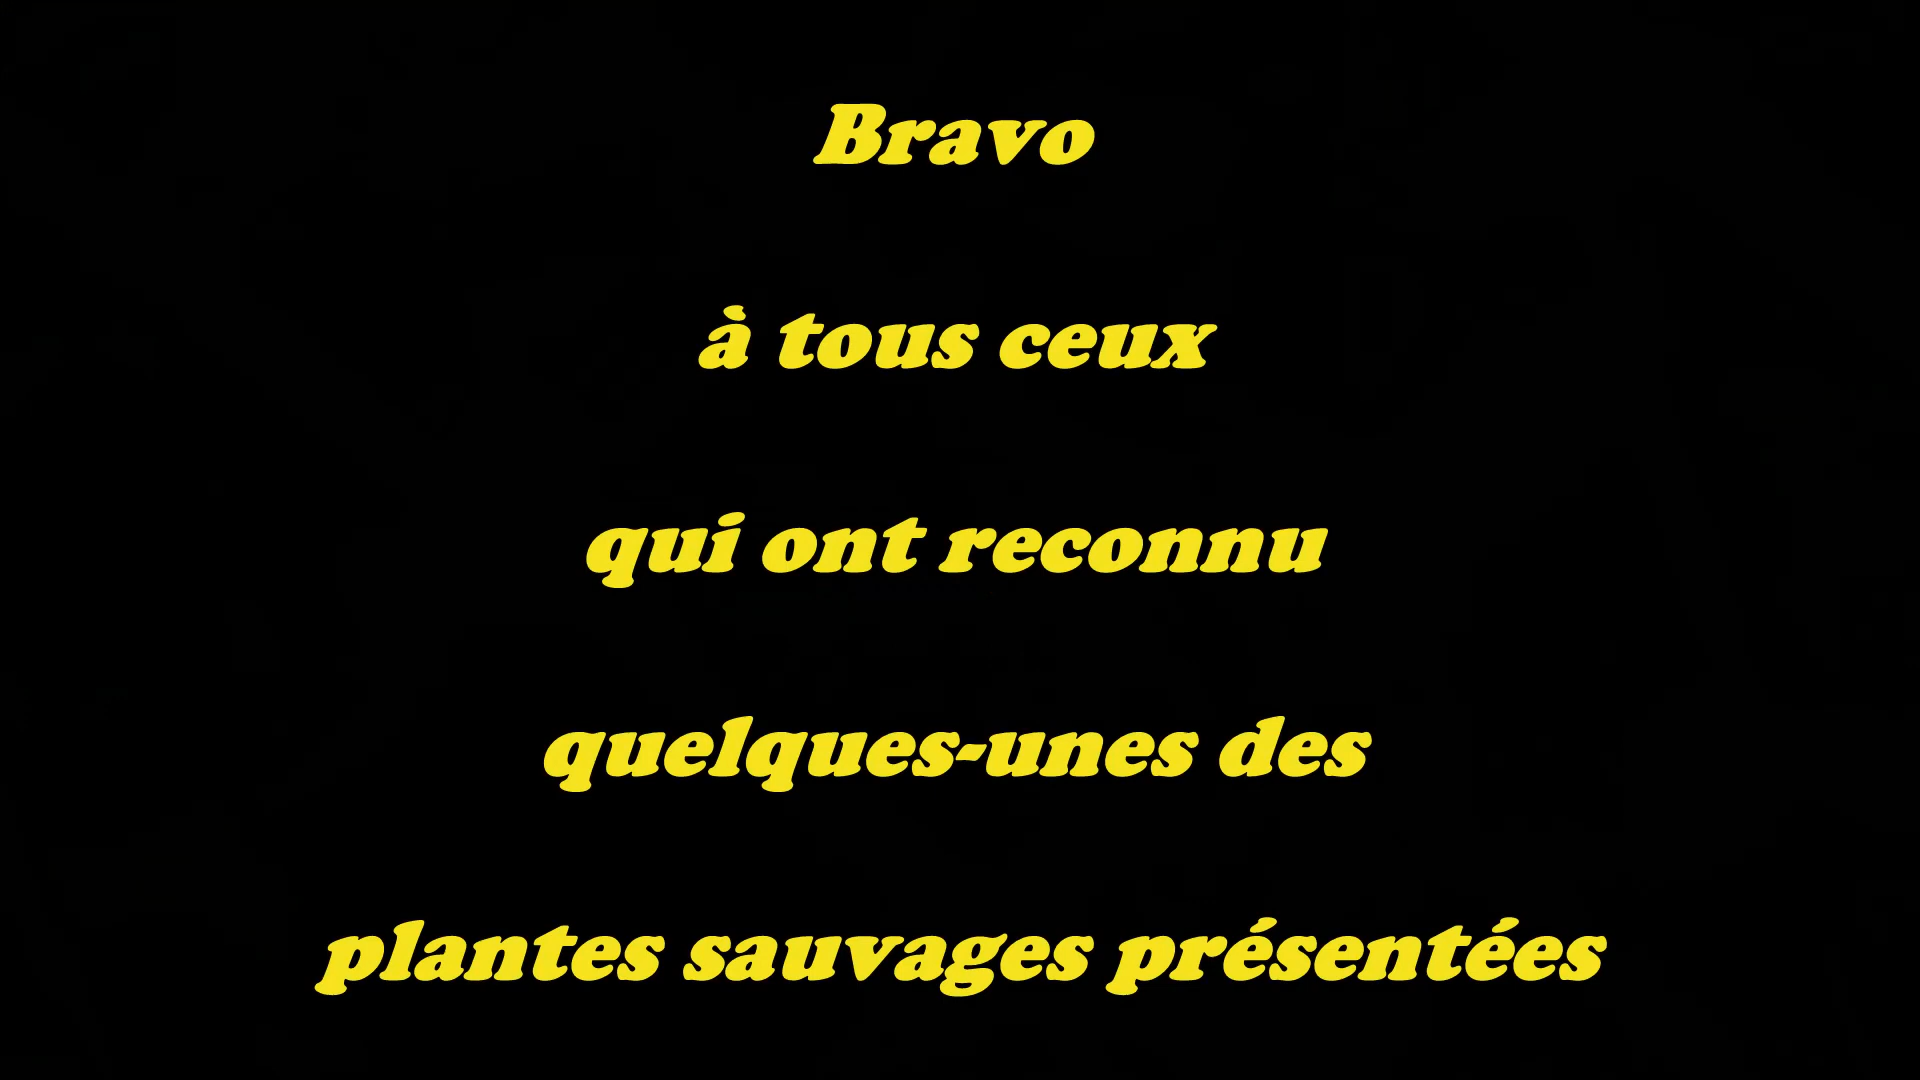 Bravo
à tous ceux
qui ont reconnu
quelques-unes des
plantes sauvages présentées